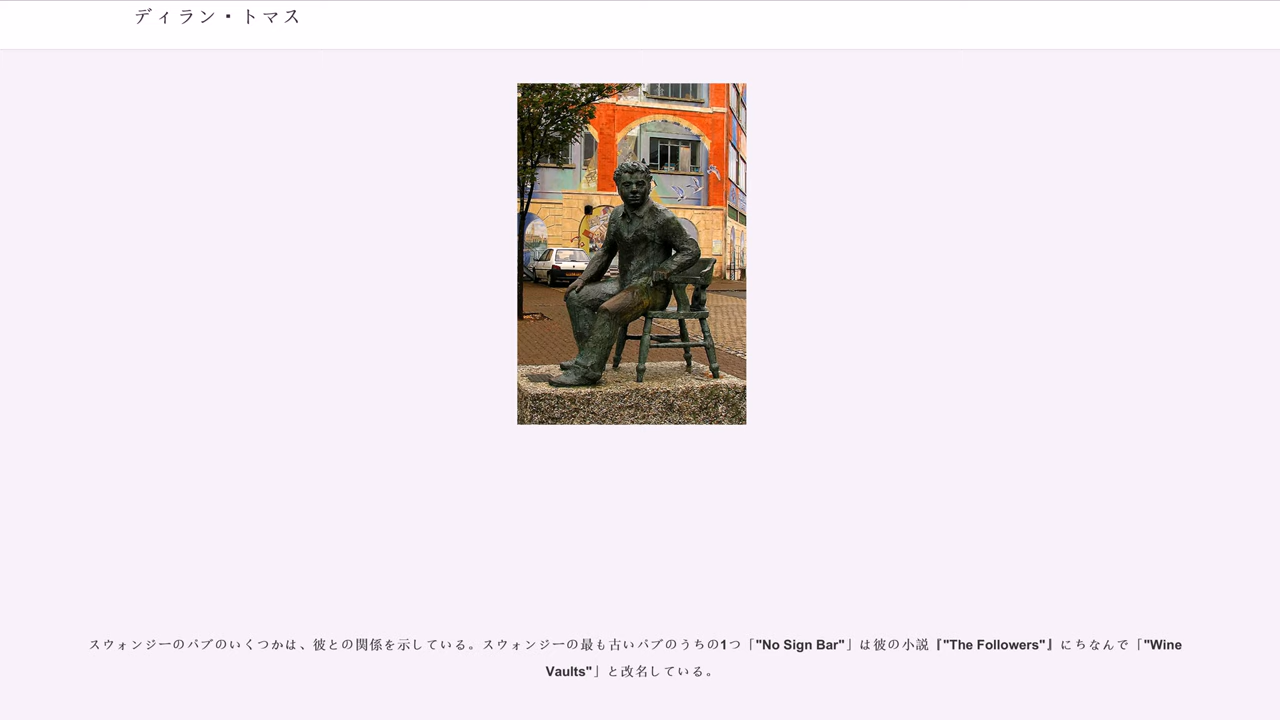 ディラン・トマス
スウォンジーのパブのいくつかは、彼との関係を示している。スウォンジーの最も古いパブのうちの1つ「"No Sign Bar"」は彼の小説『"The Followers"』にちなんで「"Wine
Vaults"」と改名している。